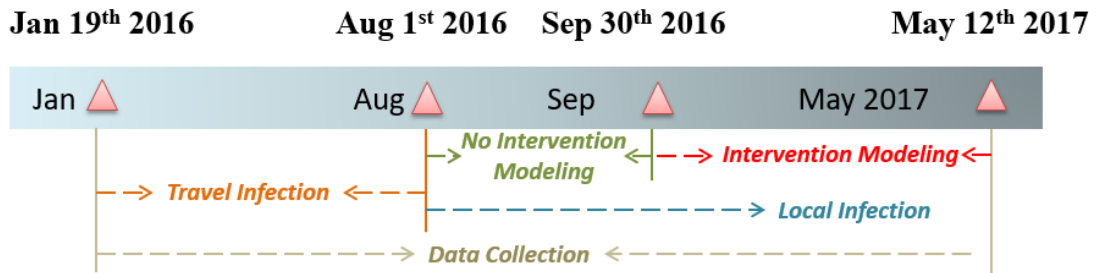 Jan 19th 2016 Aug 1st 2016 Sep 30th 2016 May 12th 2017
Jan Aug Sep May 2017
No Intervention
Modeling
Intervention Modeling
Travel Infection
Local Infection
Data Collection